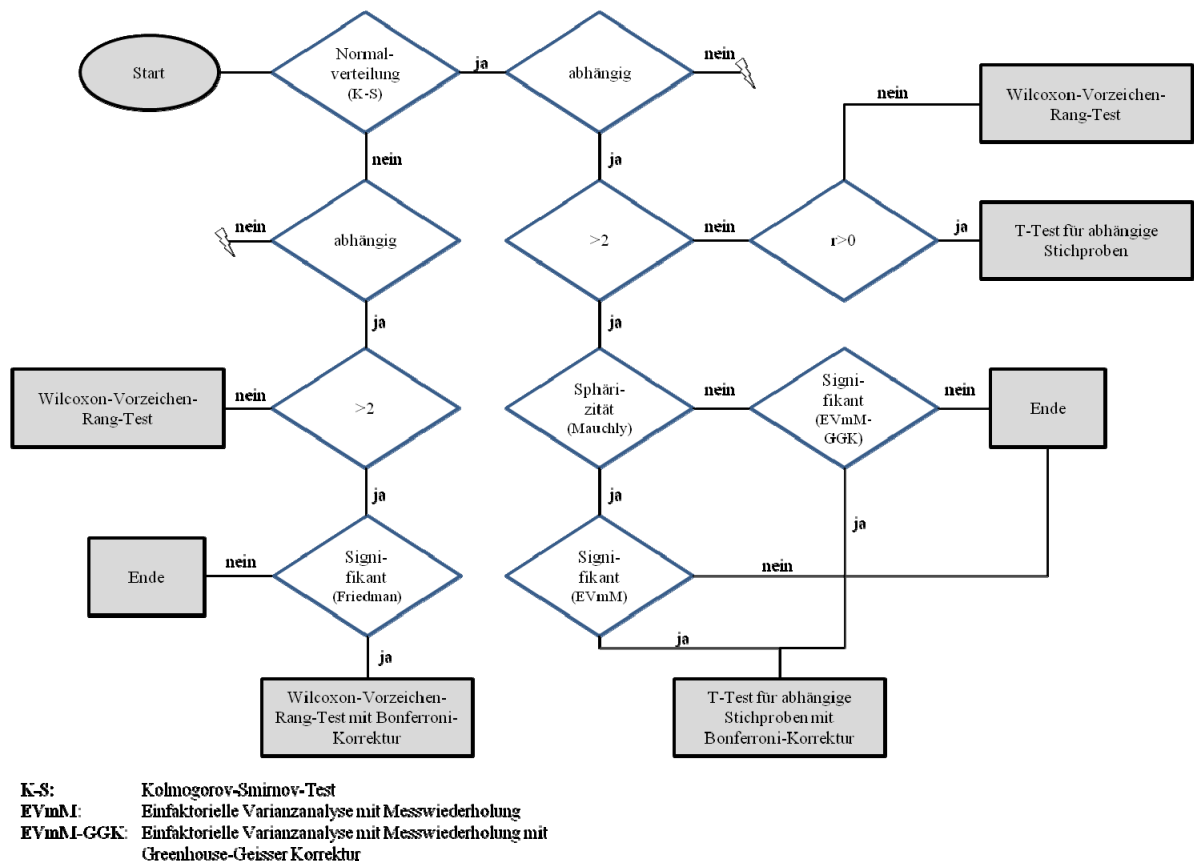 Start
Normal-
verteilung
(K-S)
ja
abhängig
nein
nein
ja
nein
Wilcoxon-Vorzeichen-
Rang-Test
nein
abhängig
>2
nein
r>0
ja
T-Test für abhängige
Stichproben
ja
ja
Wilcoxon-Vorzeichen-
Rang-Test
nein
>2
Sphäri-
zität
(Mauchly)
nein
Signi-
fikant
(EVmM-
GGK)
nein
Ende
ja
ja
ja
Ende
nein
Signi-
fikant
(Friedman)
Signi-
fikant
(EVmM)
nein
ja
ja
Wilcoxon-Vorzeichen-
Rang-Test mit Bonferroni-
Korrektur
T-Test für abhängige
Stichproben mit
Bonferroni-Korrektur
K-S: Kolmogorov-Smirnov-Test
EVmM: Einfaktorielle Varianzanalyse mit Messwiederholung
EVmM-GGK: Einfaktorielle Varianzanalyse mit Messwiederholung mit
Greenhouse-Geisser Korrektur